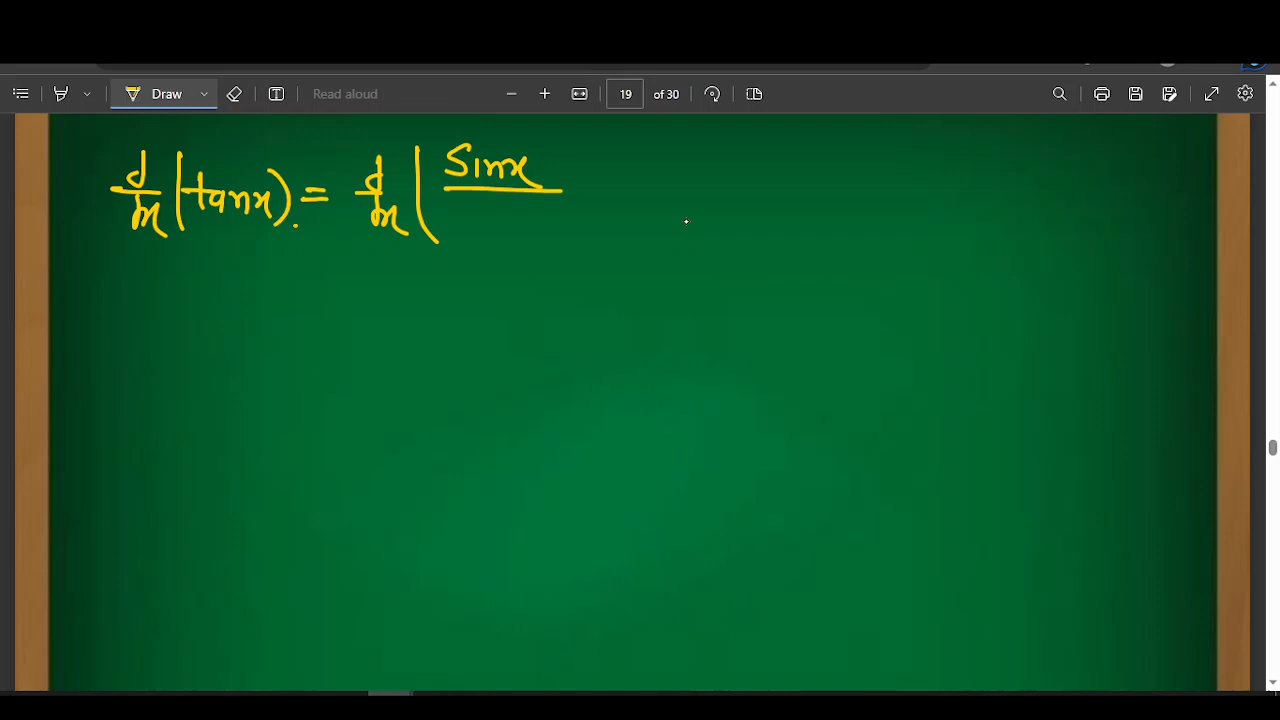 Draw Read aloud 19 of 30
d/dx (tanx) = d/dx ( Sinx